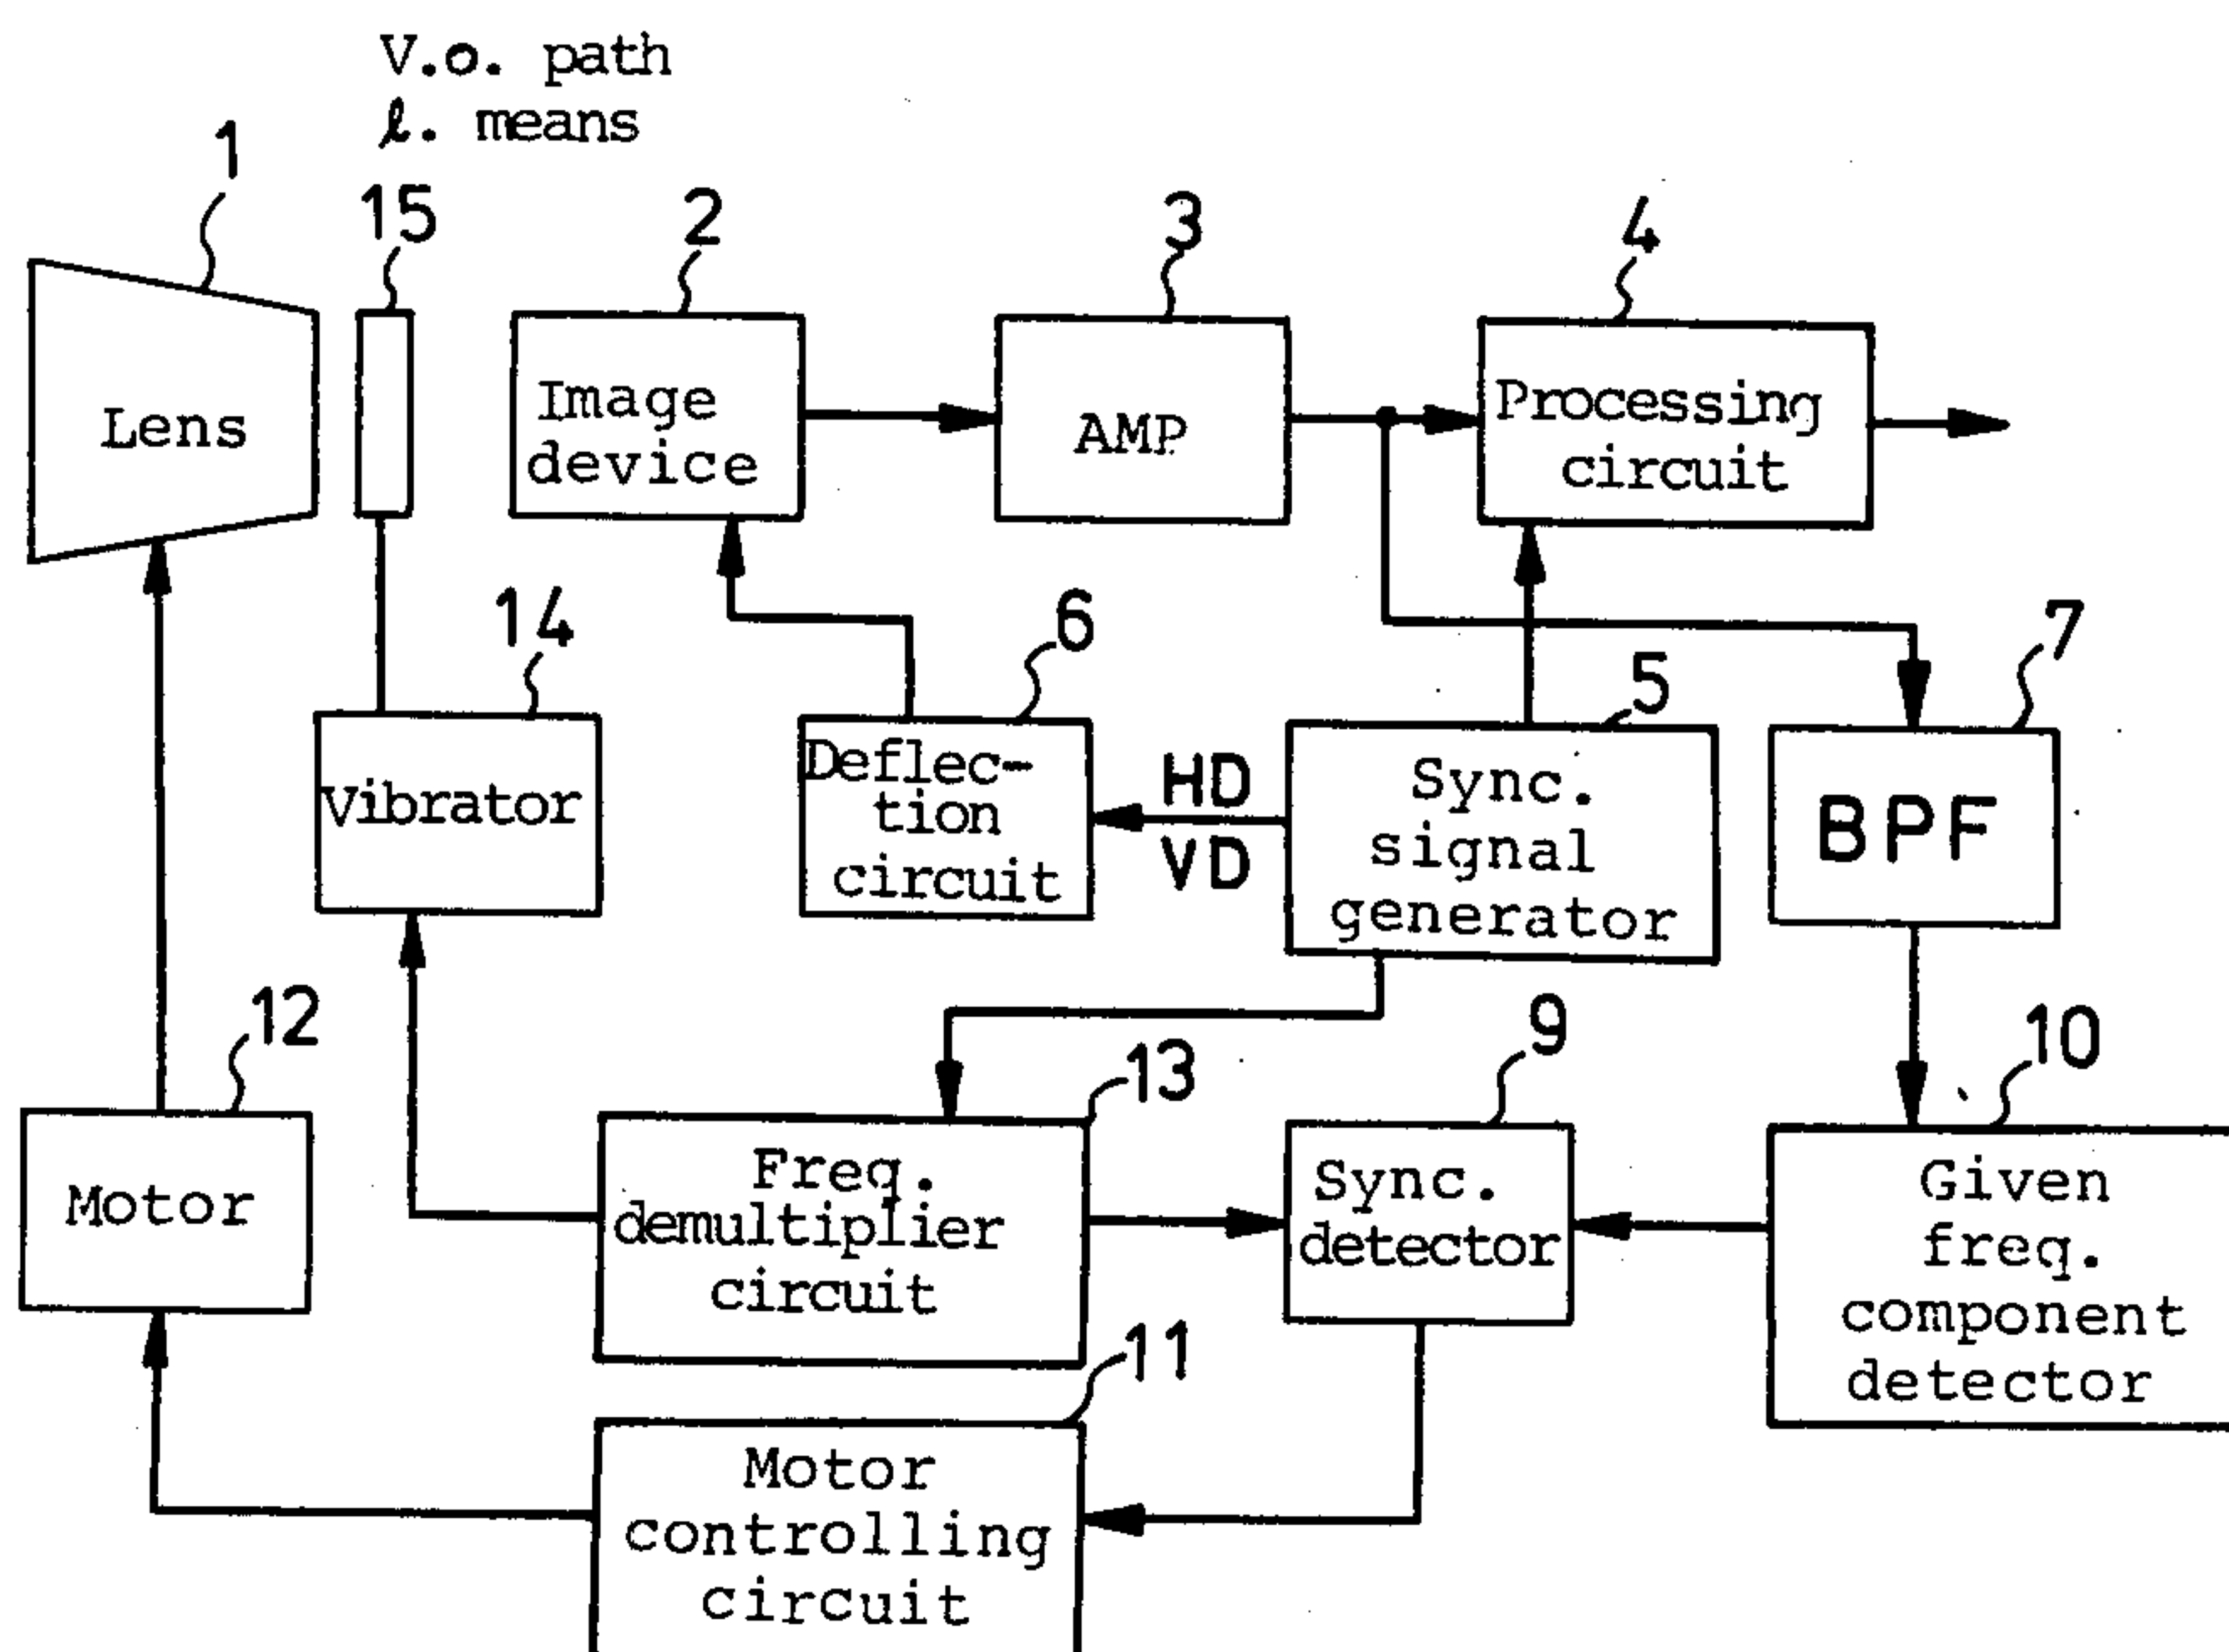 V.o. path
ℓ. means
1
15
2
3
4
Lens
Image
device
AMP
Processing
circuit
14
6
5
7
Vibrator
Deflec-
tion
circuit
HD
VD
Sync.
signal
generator
BPF
12
13
9
10
Motor
Freq.
demultiplier
circuit
Sync.
detector
Given
freq.
component
detector
11
Motor
controlling
circuit